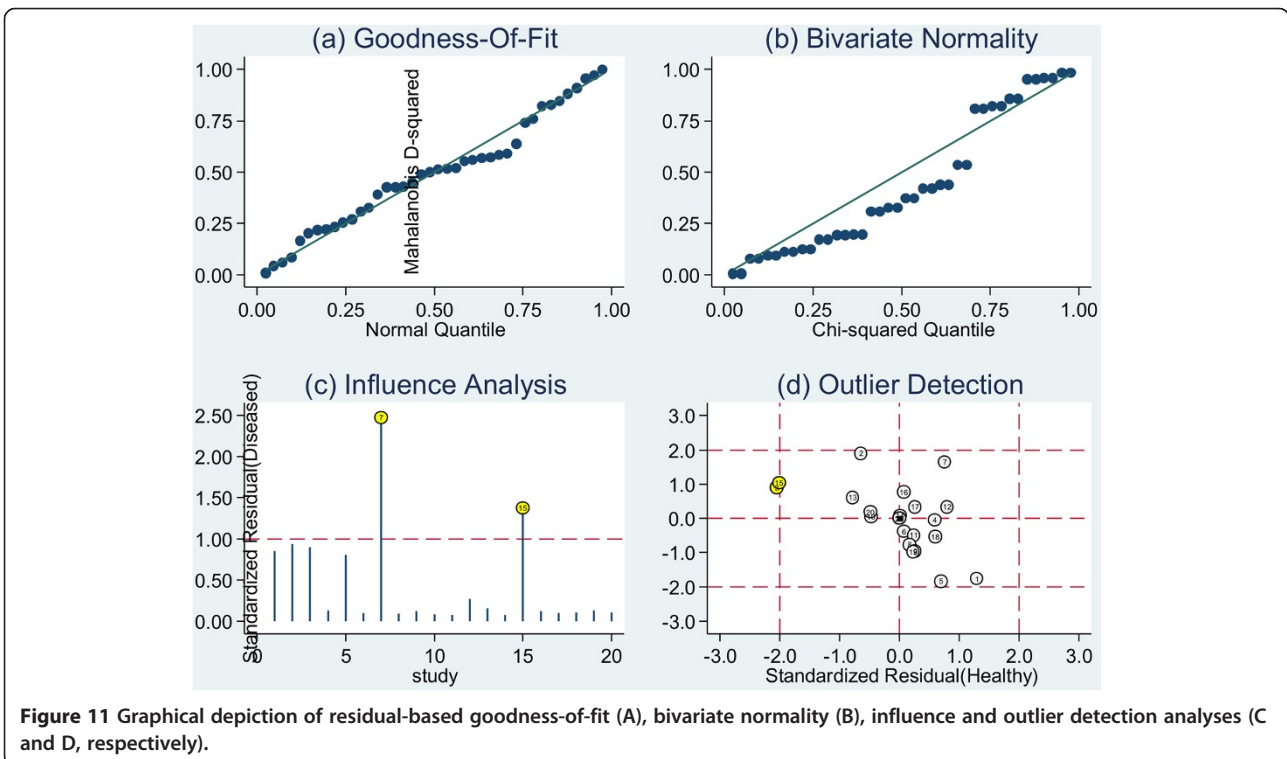 (a) Goodness-Of-Fit
1.00
0.75
0.50
0.25
0.00
Mahalanobis D-squared
0.00 0.25 0.50 0.75 1.00
Normal Quantile
(b) Bivariate Normality
1.00
0.75
0.50
0.25
0.00
0.00 0.25 0.50 0.75 1.00
Chi-squared Quantile
(c) Influence Analysis
Standardized Residual(Diseased)
2.50
2.00
1.50
1.00
0.50
0.00
7
15
5 10 15 20
study
(d) Outlier Detection
3.0
2.0
1.0
0.0
-1.0
-2.0
-3.0
2
7
15
13
16
17
12
20
4
6
11
18
19
5
1
-3.0 -2.0 -1.0 0.0 1.0 2.0 3.0
Standardized Residual(Healthy)
Figure 11 Graphical depiction of residual-based goodness-of-fit (A), bivariate normality (B), influence and outlier detection analyses (C
and D, respectively).